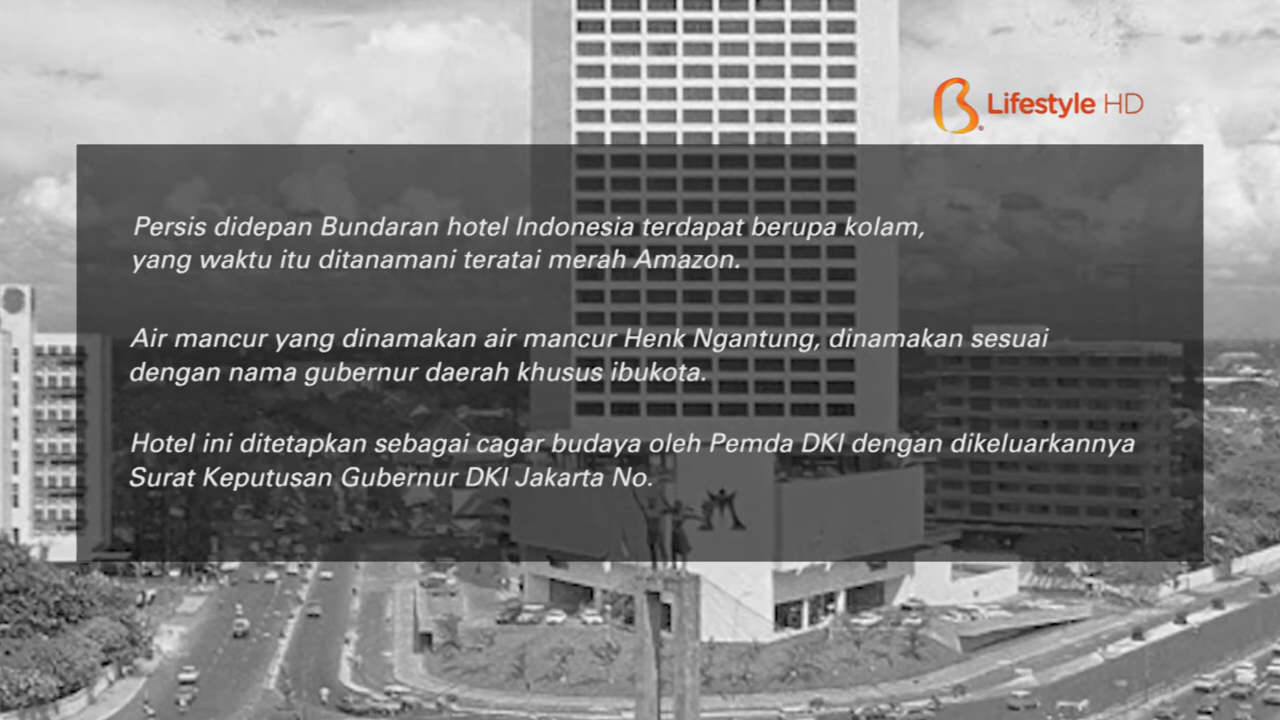 Lifestyle HD
Persis didepan Bundaran hotel Indonesia terdapat berupa kolam,
yang waktu itu ditanamani teratai merah Amazon.
Air mancur yang dinamakan air mancur Henk Ngantung, dinamakan sesuai
dengan nama gubernur daerah khusus ibukota.
Hotel ini ditetapkan sebagai cagar budaya oleh Pemda DKI dengan dikeluarkannya
Surat Keputusan Gubernur DKI Jakarta No.